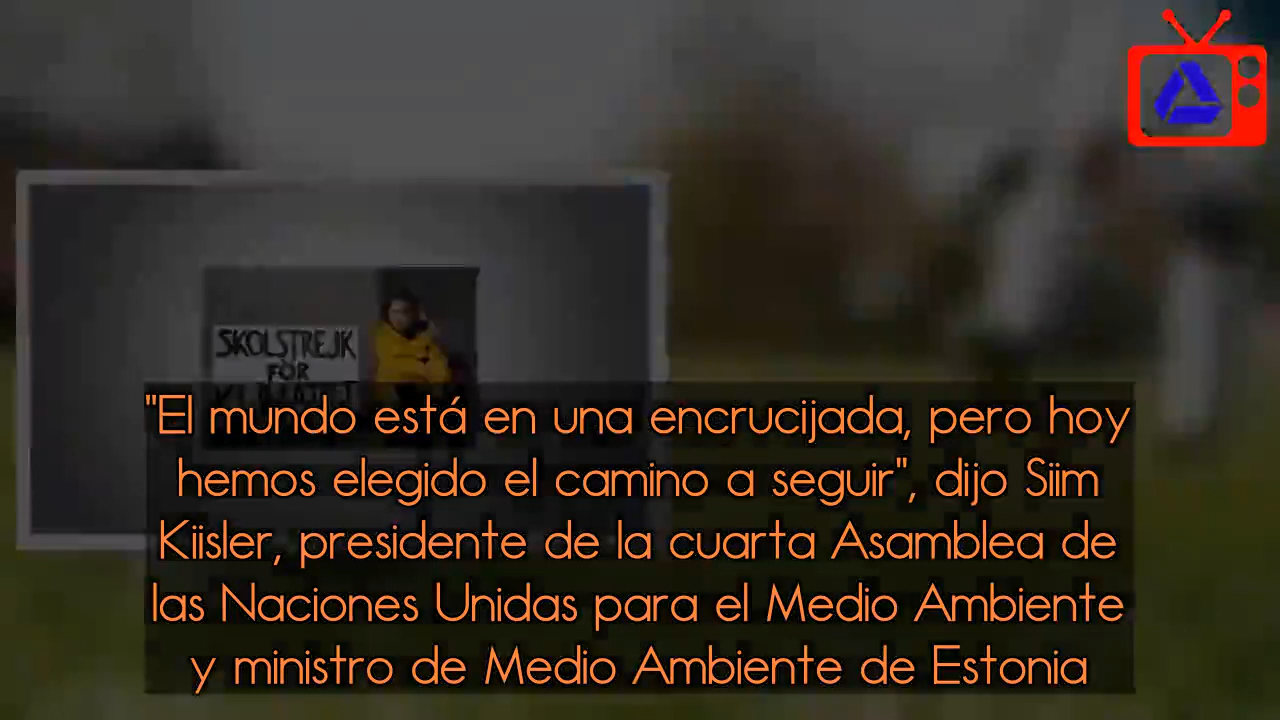 SKOLSTREJK
FÖR
"El mundo está en una encrucijada, pero hoy
hemos elegido el camino a seguir", dijo Siim
Kiisler, presidente de la cuarta Asamblea de
las Naciones Unidas para el Medio Ambiente
y ministro de Medio Ambiente de Estonia